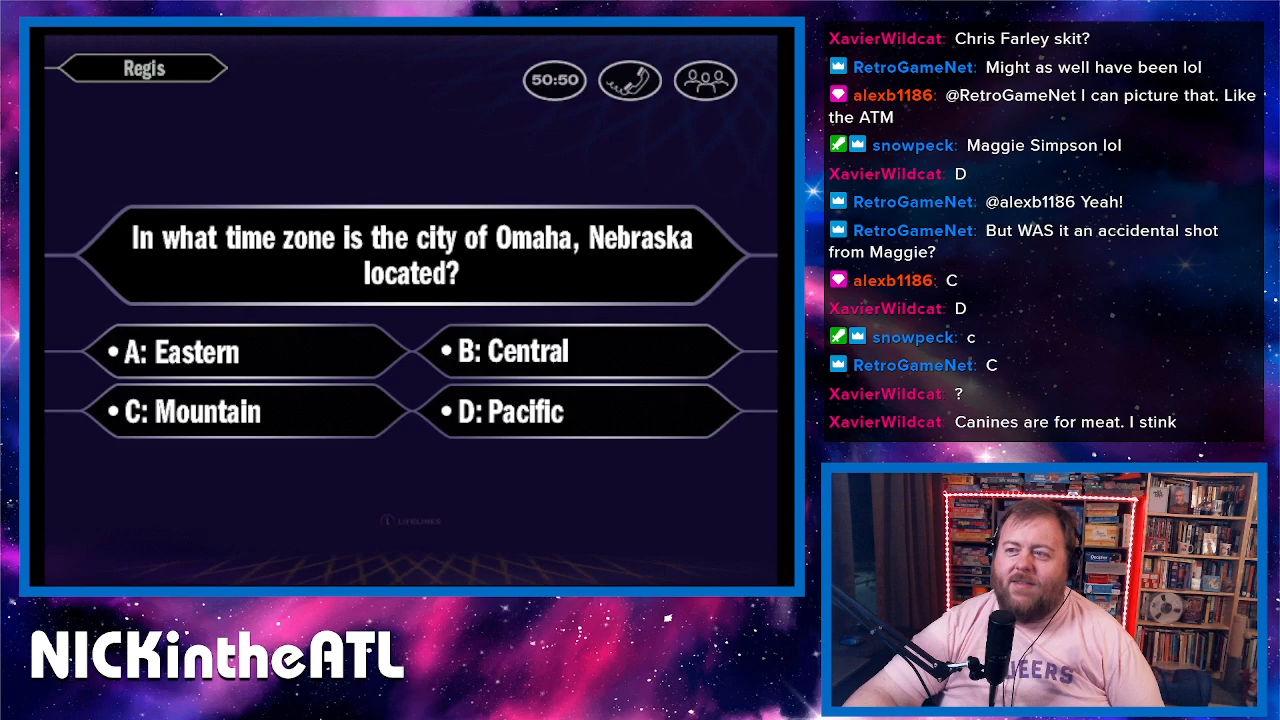 Regis
50:50
In what time zone is the city of Omaha, Nebraska
located?
• A: Eastern
• B: Central
• C: Mountain
• D: Pacific
LIFELINES
XavierWildcat: Chris Farley skit?
RetroGameNet: Might as well have been lol
alexb1186: @RetroGameNet I can picture that. Like
the ATM
snowpeck: Maggie Simpson lol
XavierWildcat: D
RetroGameNet: @alexb1186 Yeah!
RetroGameNet: But WAS it an accidental shot
from Maggie?
alexb1186: C
XavierWildcat: D
snowpeck: c
RetroGameNet: C
XavierWildcat: ?
XavierWildcat: Canines are for meat. I stink
NICKintheATL